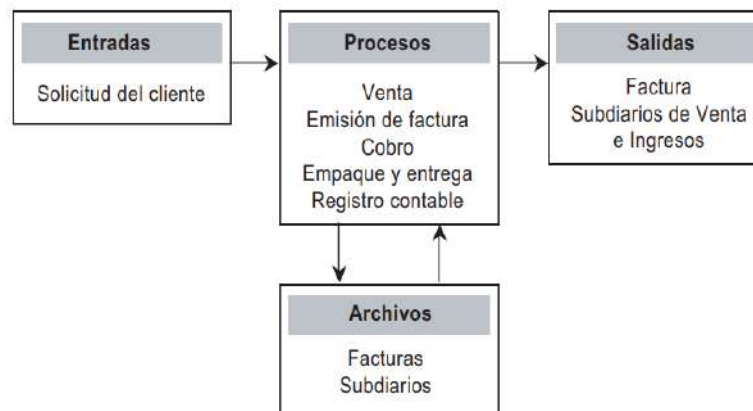 Entradas
Solicitud del cliente
Procesos
Venta
Emisión de factura
Cobro
Empaque y entrega
Registro contable
Salidas
Factura
Subdiarios de Venta
e Ingresos
Archivos
Facturas
Subdiarios